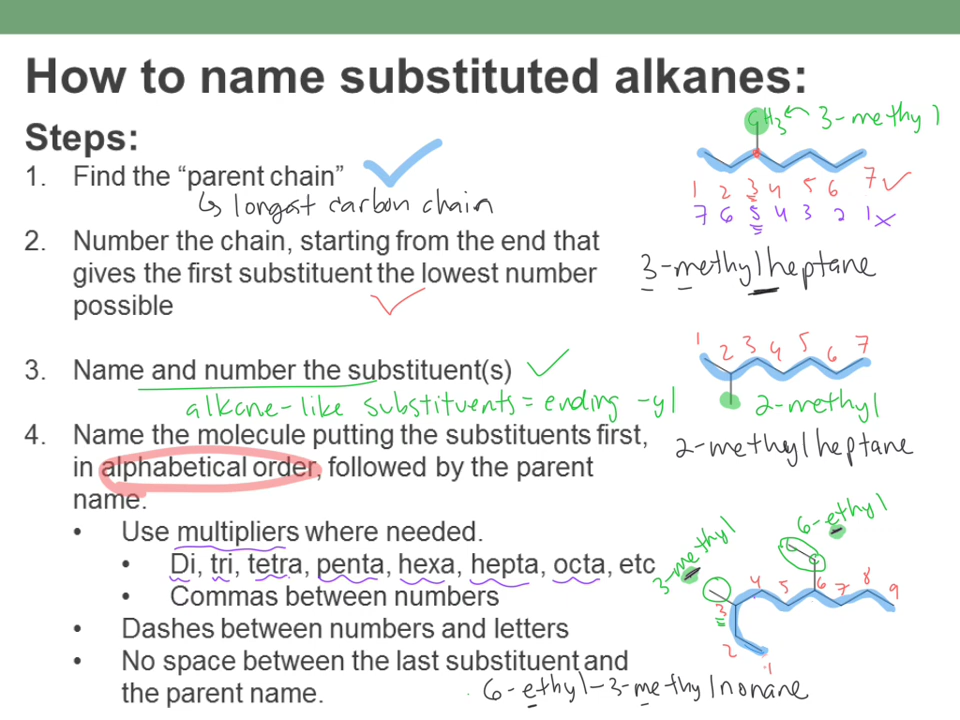 How to name substituted alkanes:
Steps:
1. Find the “parent chain”
↳ longest carbon chain
2. Number the chain, starting from the end that
gives the first substituent the lowest number
possible
3. Name and number the substituent(s)
alkane-like substituents = ending -yl
4. Name the molecule putting the substituents first,
in alphabetical order, followed by the parent
name.
• Use multipliers where needed.
• Di, tri, tetra, penta, hexa, hepta, octa, etc
• Commas between numbers
• Dashes between numbers and letters
• No space between the last substituent and
the parent name.
CH3 ← 3-methyl
1 2 3 4 5 6 7 ✓
7 6 5 4 3 2 1 x
3-methylheptane
1 2 3 4 5 6 7
2-methyl
2-methylheptane
6-ethyl
3-methyl
4 5 6 7 8 9
3
2
1
6-ethyl-3-methylnonane